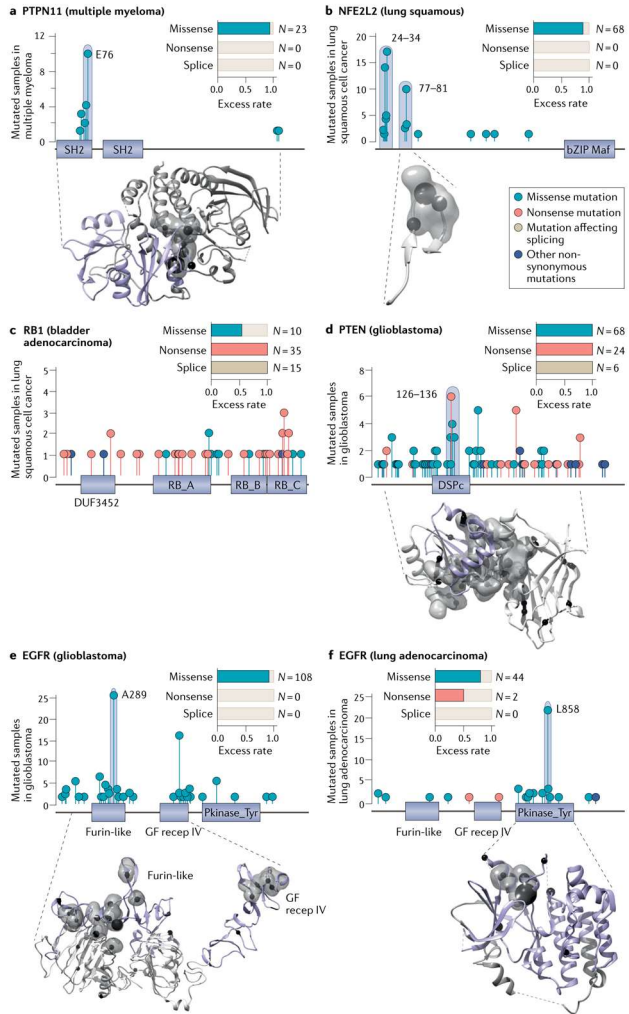 a PTPN11 (multiple myeloma)
Mutated samples in
multiple myeloma
12
8
4
0
E76
SH2
SH2
Missense
N = 23
Nonsense
N = 0
Splice
N = 0
0 0.5 1.0
Excess rate
b NFE2L2 (lung squamous)
Mutated samples in lung
squamous cell cancer
20
15
10
5
0
24–34
77–81
bZIP Maf
Missense
N = 68
Nonsense
N = 0
Splice
N = 0
0 0.5 1.0
Excess rate
Missense mutation
Nonsense mutation
Mutation affecting
splicing
Other non-
synonymous
mutations
c RB1 (bladder
adenocarcinoma)
Mutated samples in lung
squamous cell cancer
5
4
3
2
1
0
DUF3452
RB_A
RB_B
RB_C
Missense
N = 10
Nonsense
N = 35
Splice
N = 15
0 0.5 1.0
Excess rate
d PTEN (glioblastoma)
Mutated samples
in glioblastoma
8
6
4
2
0
126–136
DSPc
Missense
N = 68
Nonsense
N = 24
Splice
N = 6
0 0.5 1.0
Excess rate
e EGFR (glioblastoma)
Mutated samples
in glioblastoma
25
20
15
10
5
0
A289
Furin-like
GF recep IV
Pkinase_Tyr
Missense
N = 108
Nonsense
N = 0
Splice
N = 0
0 0.5 1.0
Excess rate
Furin-like
GF
recep IV
f EGFR (lung adenocarcinoma)
Mutated samples in
lung adenocarcinoma
25
20
15
10
5
0
L858
Furin-like
GF recep IV
Pkinase_Tyr
Missense
N = 44
Nonsense
N = 2
Splice
N = 0
0 0.5 1.0
Excess rate